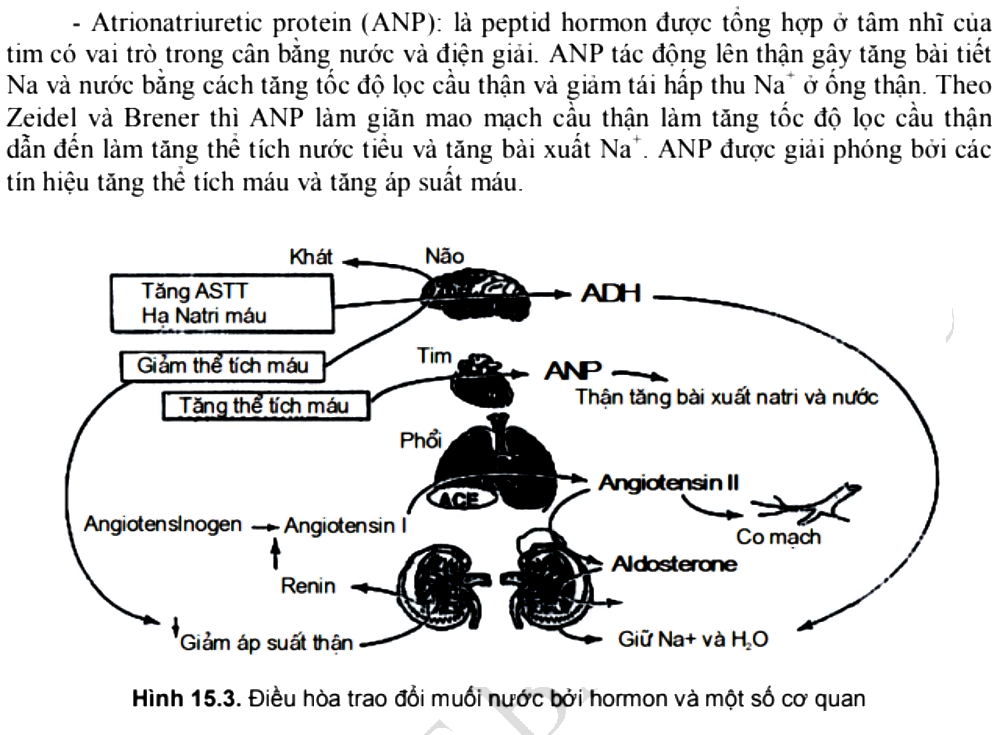 - Atrionatriuretic protein (ANP): là peptid hormon được tổng hợp ở tâm nhĩ của
tim có vai trò trong cân bằng nước và điện giải. ANP tác động lên thận gây tăng bài tiết
Na và nước bằng cách tăng tốc độ lọc cầu thận và giảm tái hấp thu Na⁺ ở ống thận. Theo
Zeidel và Brener thì ANP làm giãn mao mạch cầu thận làm tăng tốc độ lọc cầu thận
dẫn đến làm tăng thể tích nước tiểu và tăng bài xuất Na⁺. ANP được giải phóng bởi các
tín hiệu tăng thể tích máu và tăng áp suất máu.
Khát
Não
Tăng ASTT
Hạ Natri máu
ADH
Giảm thể tích máu
Tim
ANP
Tăng thể tích máu
Thận tăng bài xuất natri và nước
Phổi
ACE
Angiotensin II
AngiotensInogen
Angiotensin I
Co mạch
Renin
Aldosterone
Giảm áp suất thận
Giữ Na+ và H₂O
Hình 15.3. Điều hòa trao đổi muối nước bởi hormon và một số cơ quan